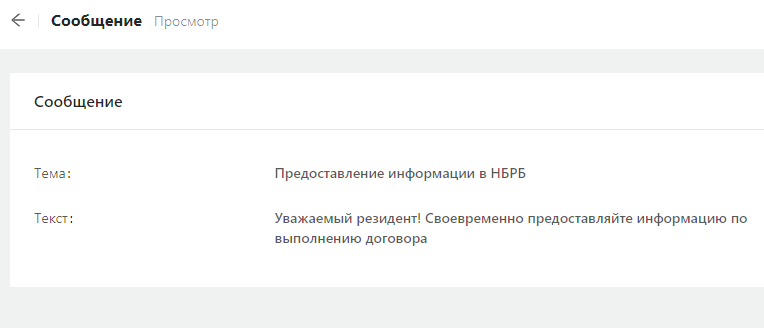 Сообщение Просмотр
Сообщение
Тема: Предоставление информации в НБРБ
Текст: Уважаемый резидент! Своевременно предоставляйте информацию по
выполнению договора